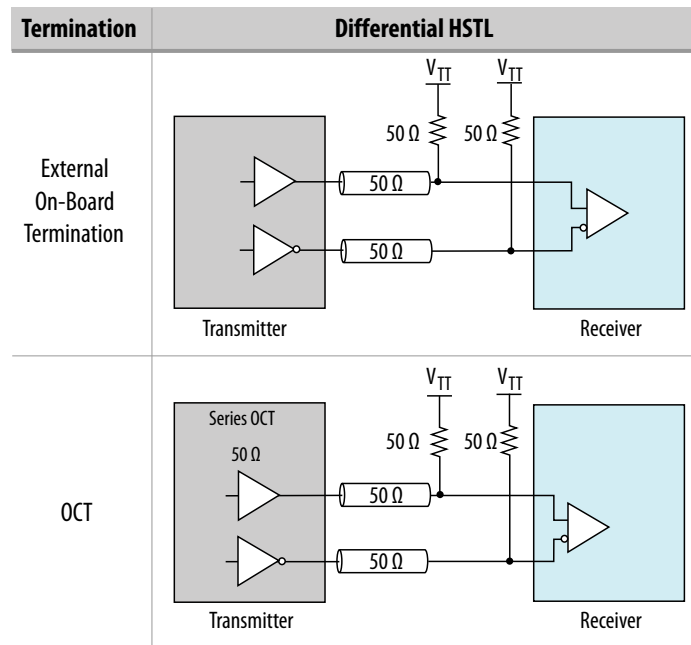 Termination Differential HSTL
V_TT V_TT
50 Ω 50 Ω
External
On-Board
Termination
50 Ω
50 Ω
Transmitter Receiver
V_TT V_TT
Series OCT
50 Ω 50 Ω
50 Ω
OCT
50 Ω
50 Ω
Transmitter Receiver